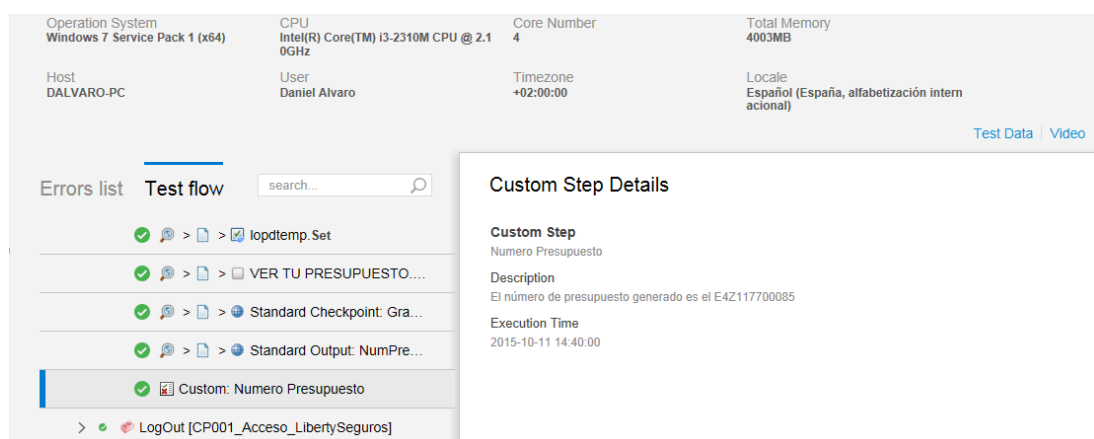 Operation System
Windows 7 Service Pack 1 (x64)
CPU
Intel(R) Core(TM) i3-2310M CPU @ 2.1
0GHz
Core Number
4
Total Memory
4003MB
Host
DALVARO-PC
User
Daniel Alvaro
Timezone
+02:00:00
Locale
Español (España, alfabetización intern
acional)
Test Data
Video
Errors list
Test flow
search...
> > lopdtemp.Set
> > VER TU PRESUPUESTO....
> > Standard Checkpoint: Gra...
> > Standard Output: NumPre...
Custom: Numero Presupuesto
> LogOut [CP001_Acceso_LibertySeguros]
Custom Step Details
Custom Step
Numero Presupuesto
Description
El número de presupuesto generado es el E4Z117700085
Execution Time
2015-10-11 14:40:00